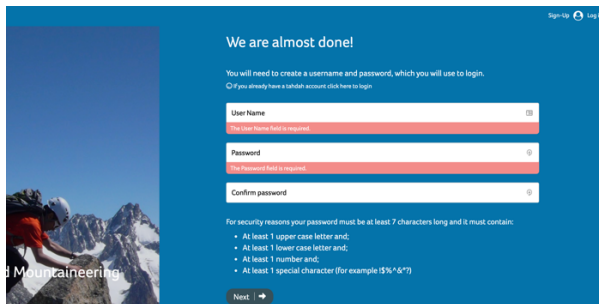 Sign-Up Log i
We are almost done!
You will need to create a username and password, which you will use to login.
If you already have a tahdah account click here to login
User Name
The User Name field is required.
Password
The Password field is required.
Confirm password
For security reasons your password must be at least 7 characters long and it must contain:
At least 1 upper case letter and;
At least 1 lower case letter and;
At least 1 number and;
At least 1 special character (for example !$%^&*?)
d Mountaineering
Next